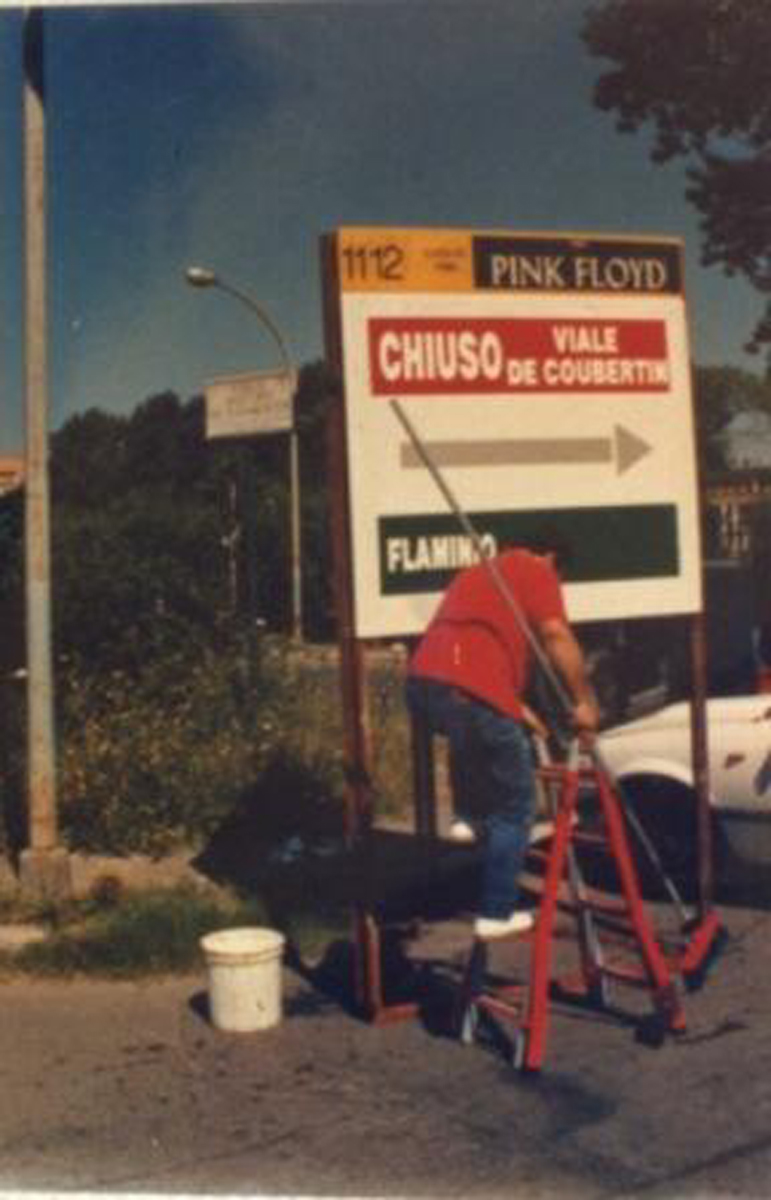 1112
PINK FLOYD
CHIUSO
VIALE
DE COUBERTIN
FLAMINIO